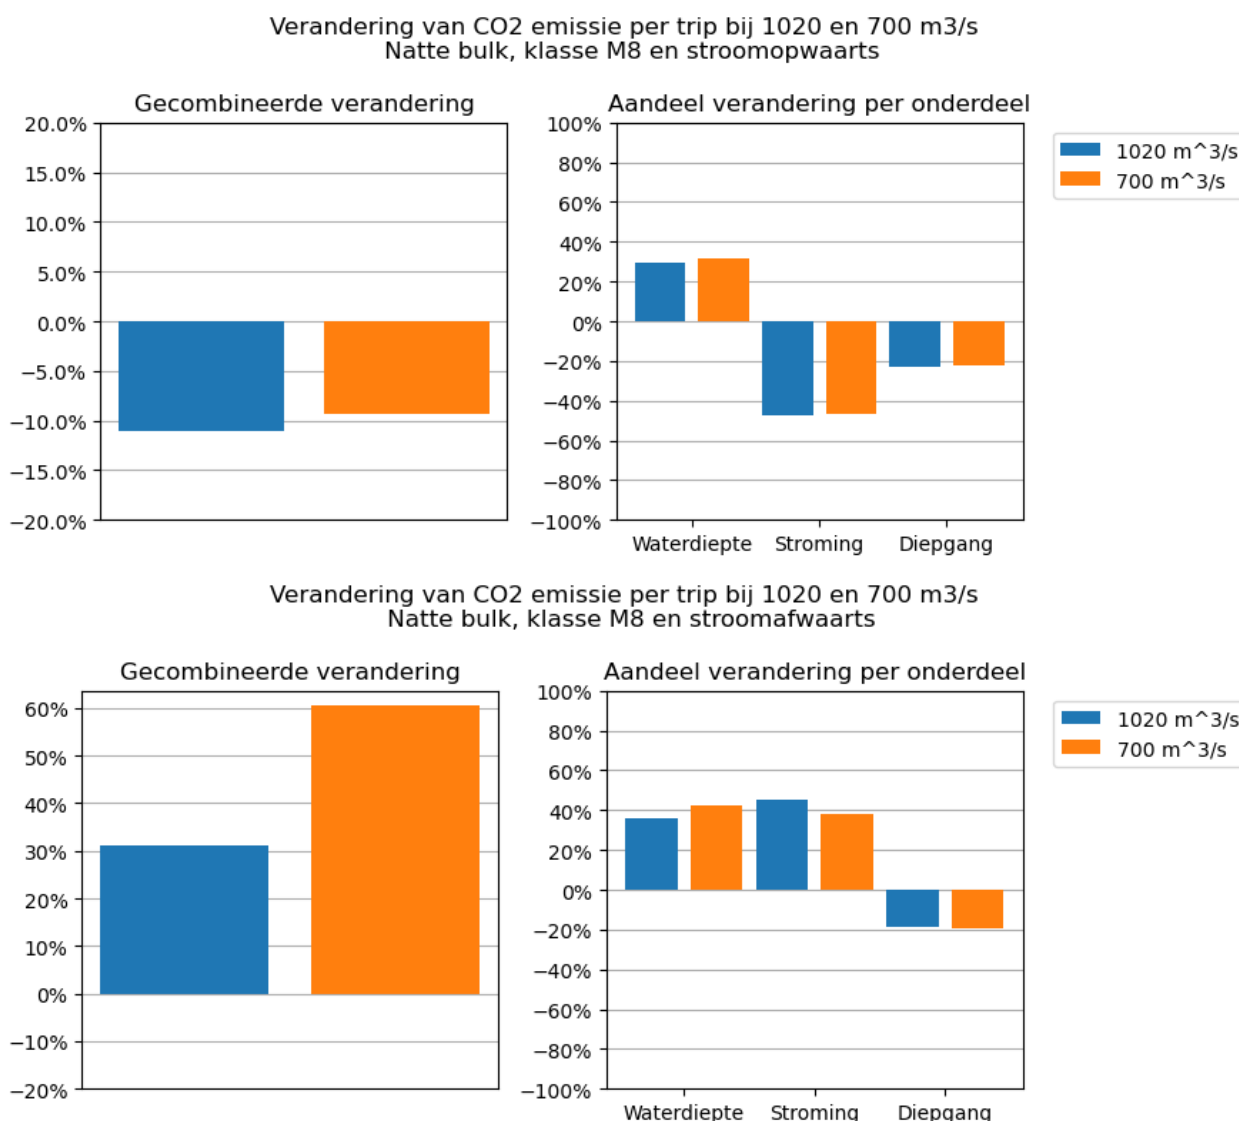 Verandering van CO2 emissie per trip bij 1020 en 700 m3/s
Natte bulk, klasse M8 en stroomopwaarts
Gecombineerde verandering
20.0%
15.0%
10.0%
5.0%
0.0%
−5.0%
−10.0%
−15.0%
−20.0%
Aandeel verandering per onderdeel
100%
80%
60%
40%
20%
0%
−20%
−40%
−60%
−80%
−100%
Waterdiepte Stroming Diepgang
1020 m^3/s
700 m^3/s
Verandering van CO2 emissie per trip bij 1020 en 700 m3/s
Natte bulk, klasse M8 en stroomafwaarts
Gecombineerde verandering
60%
50%
40%
30%
20%
10%
0%
−10%
−20%
Aandeel verandering per onderdeel
100%
80%
60%
40%
20%
0%
−20%
−40%
−60%
−80%
−100%
Waterdiepte Stroming Diepgang
1020 m^3/s
700 m^3/s